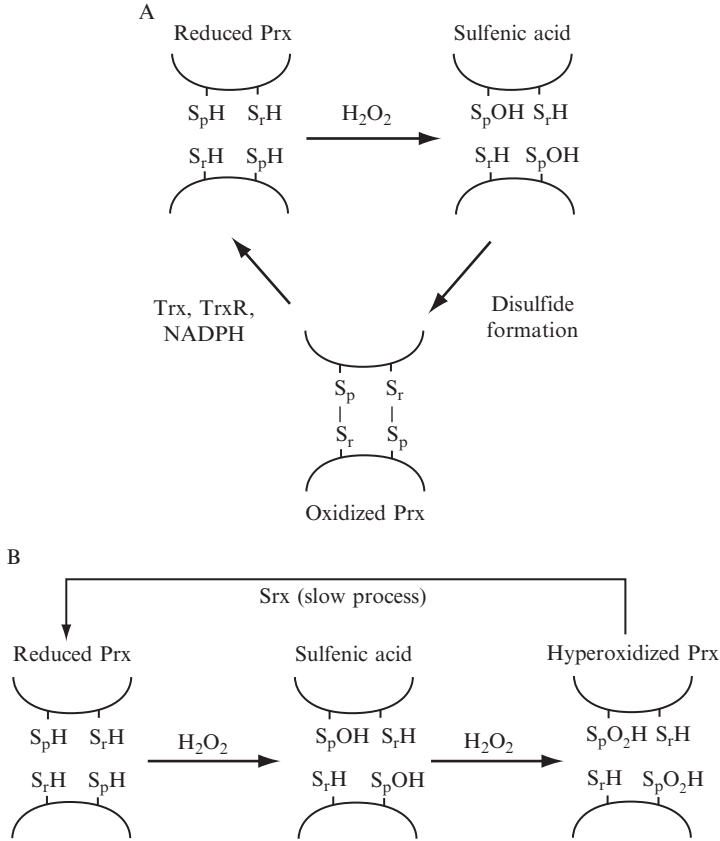 A
Reduced Prx
Sulfenic acid
SₚH SᵣH
H₂O₂
SₚOH SᵣH
SᵣH SₚH
SᵣH SₚOH
Trx, TrxR,
NADPH
Disulfide
formation
Sₚ Sᵣ
| |
Sᵣ Sₚ
Oxidized Prx
B
Srx (slow process)
Reduced Prx
Sulfenic acid
Hyperoxidized Prx
SₚH SᵣH
H₂O₂
SₚOH SᵣH
H₂O₂
SₚO₂H SᵣH
SᵣH SₚH
SᵣH SₚOH
SᵣH SₚO₂H